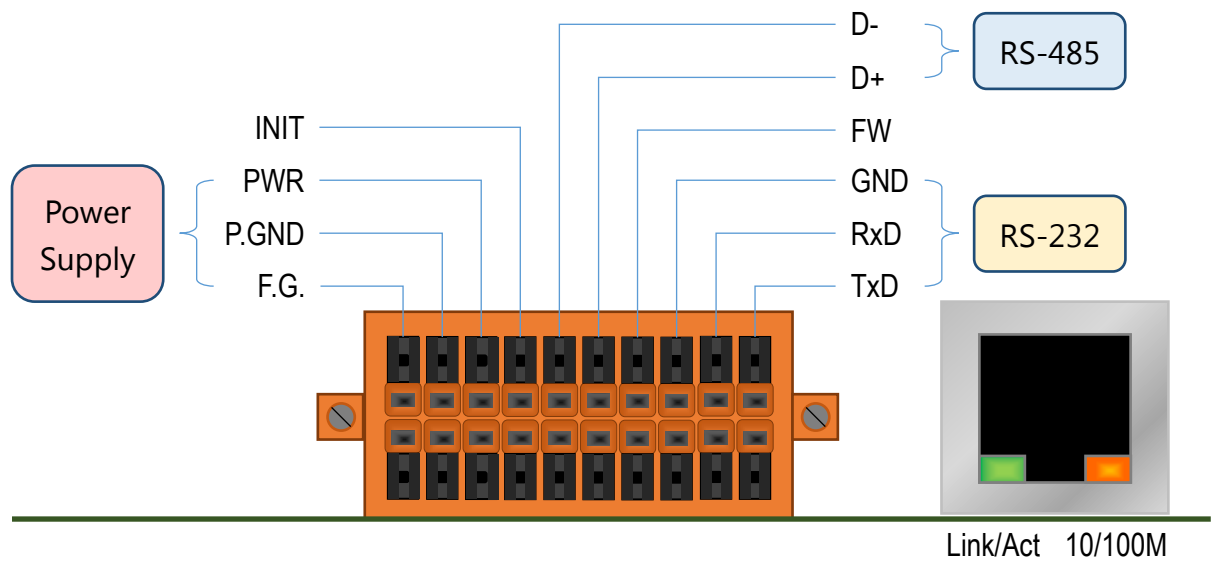 D-
D+
RS-485
INIT
FW
PWR
P.GND
F.G.
Power
Supply
GND
RxD
TxD
RS-232
Link/Act 10/100M